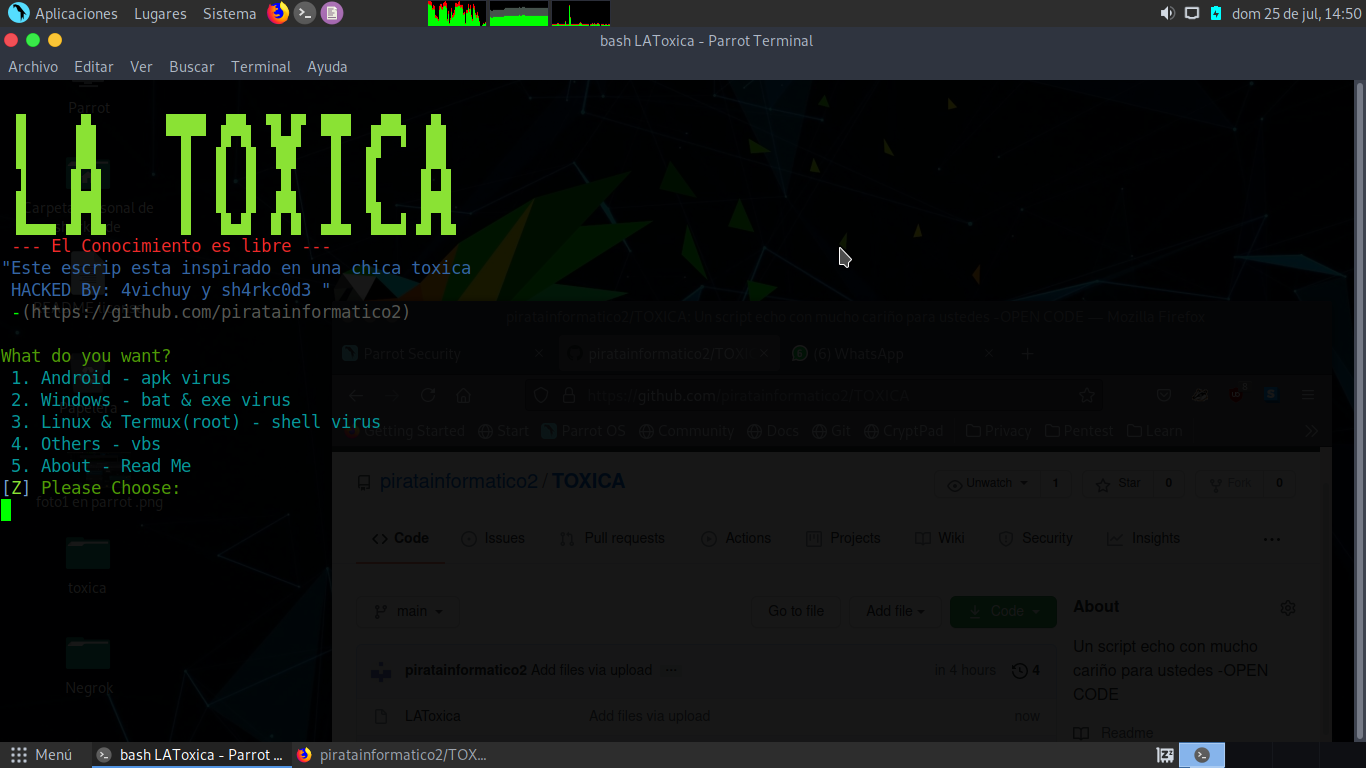 Aplicaciones Lugares Sistema dom 25 de jul, 14:50
bash LAToxica - Parrot Terminal
Archivo Editar Ver Buscar Terminal Ayuda
Parrot
LA TOXICA
--- El Conocimiento es libre ---
"Este escrip esta inspirado en una chica toxica
HACKED By: 4vichuy y sh4rkc0d3 "
-(https://github.com/piratainformatico2)
What do you want?
1. Android - apk virus
2. Windows - bat & exe virus
3. Linux & Termux(root) - shell virus
4. Others - vbs
5. About - Read Me
[Z] Please Choose:
Papelera
foto1 en parrot .png
toxica
Negrok
piratainformatico2/TOXICA: Un script echo con mucho cariño para ustedes -OPEN CODE — Mozilla Firefox
Parrot Security piratainformatico2/TOXI (6) WhatsApp
https://github.com/piratainformatico2/TOXICA
Getting Started Start Parrot OS Community Docs Git CryptPad Privacy Pentest Learn
piratainformatico2 / TOXICA Unwatch 1 Star 0 Fork 0
Code Issues Pull requests Actions Projects Wiki Security Insights
main Go to file Add file Code
About
Un script echo con mucho
cariño para ustedes -OPEN
CODE
Readme
piratainformatico2 Add files via upload in 4 hours 4
LAToxica Add files via upload now
Menú bash LAToxica - Parrot ... piratainformatico2/TOX...